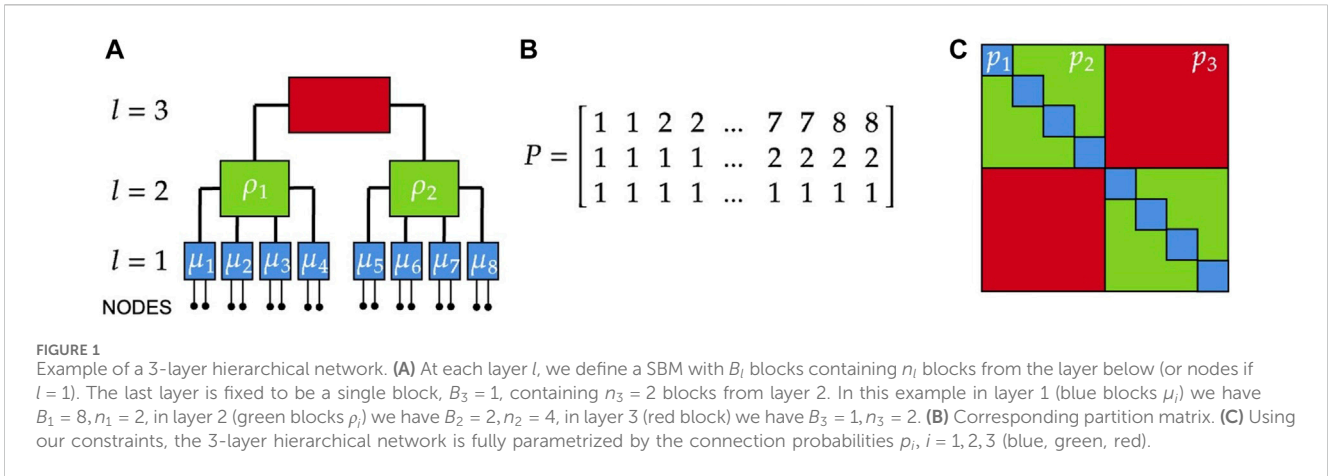 A
l = 3
l = 2
l = 1
NODES
ρ₁
ρ₂
μ₁ μ₂ μ₃ μ₄ μ₅ μ₆ μ₇ μ₈
B
P = [ 1 1 2 2 ... 7 7 8 8
1 1 1 1 ... 2 2 2 2
1 1 1 1 ... 1 1 1 1 ]
C
p₁ p₂ p₃
FIGURE 1
Example of a 3-layer hierarchical network. (A) At each layer l, we define a SBM with Bₗ blocks containing nₗ blocks from the layer below (or nodes if
l = 1). The last layer is fixed to be a single block, B₃ = 1, containing n₃ = 2 blocks from layer 2. In this example in layer 1 (blue blocks μᵢ) we have
B₁ = 8, n₁ = 2, in layer 2 (green blocks ρᵢ) we have B₂ = 2, n₂ = 4, in layer 3 (red block) we have B₃ = 1, n₃ = 2. (B) Corresponding partition matrix. (C) Using
our constraints, the 3-layer hierarchical network is fully parametrized by the connection probabilities pᵢ, i = 1, 2, 3 (blue, green, red).